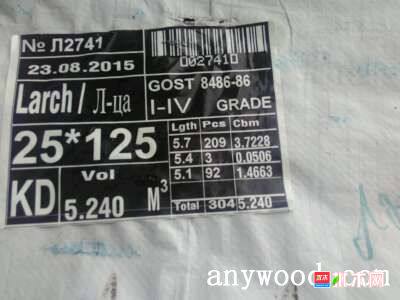 № Л2741
23.08.2015
□02741□
GOST 8486-86
Larch / Л-ца
I-IV GRADE
25*125
Lgth Pcs Cbm
5.7 209 3.7228
5.4 3 0.0506
5.1 92 1.4663
Vol
KD 5.240 M³
Total 304 5.240
anywood.com